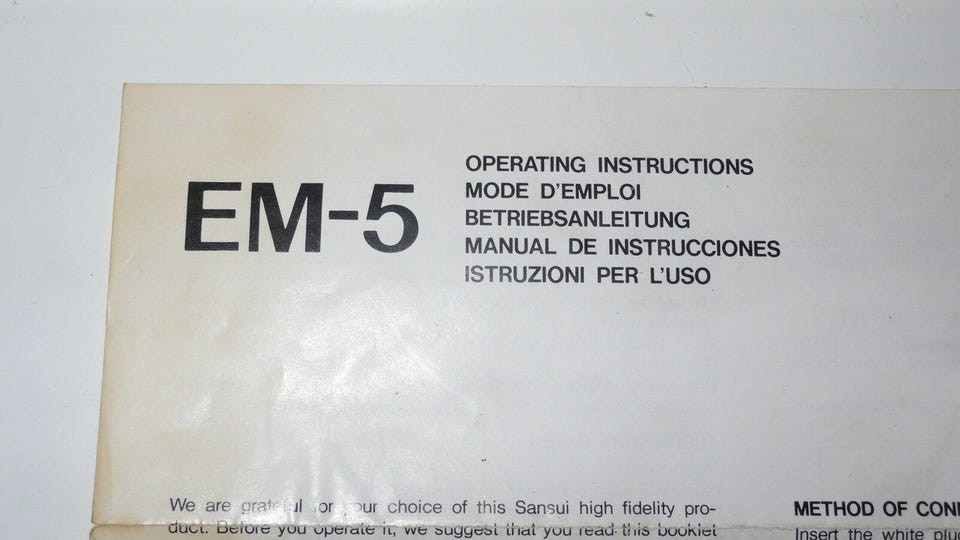 EM-5
OPERATING INSTRUCTIONS
MODE D'EMPLOI
BETRIEBSANLEITUNG
MANUAL DE INSTRUCCIONES
ISTRUZIONI PER L'USO
We are grateful for your choice of this Sansui high fidelity pro-
duct. Before you operate it, we suggest that you read this booklet
METHOD OF CON
Insert the white plu